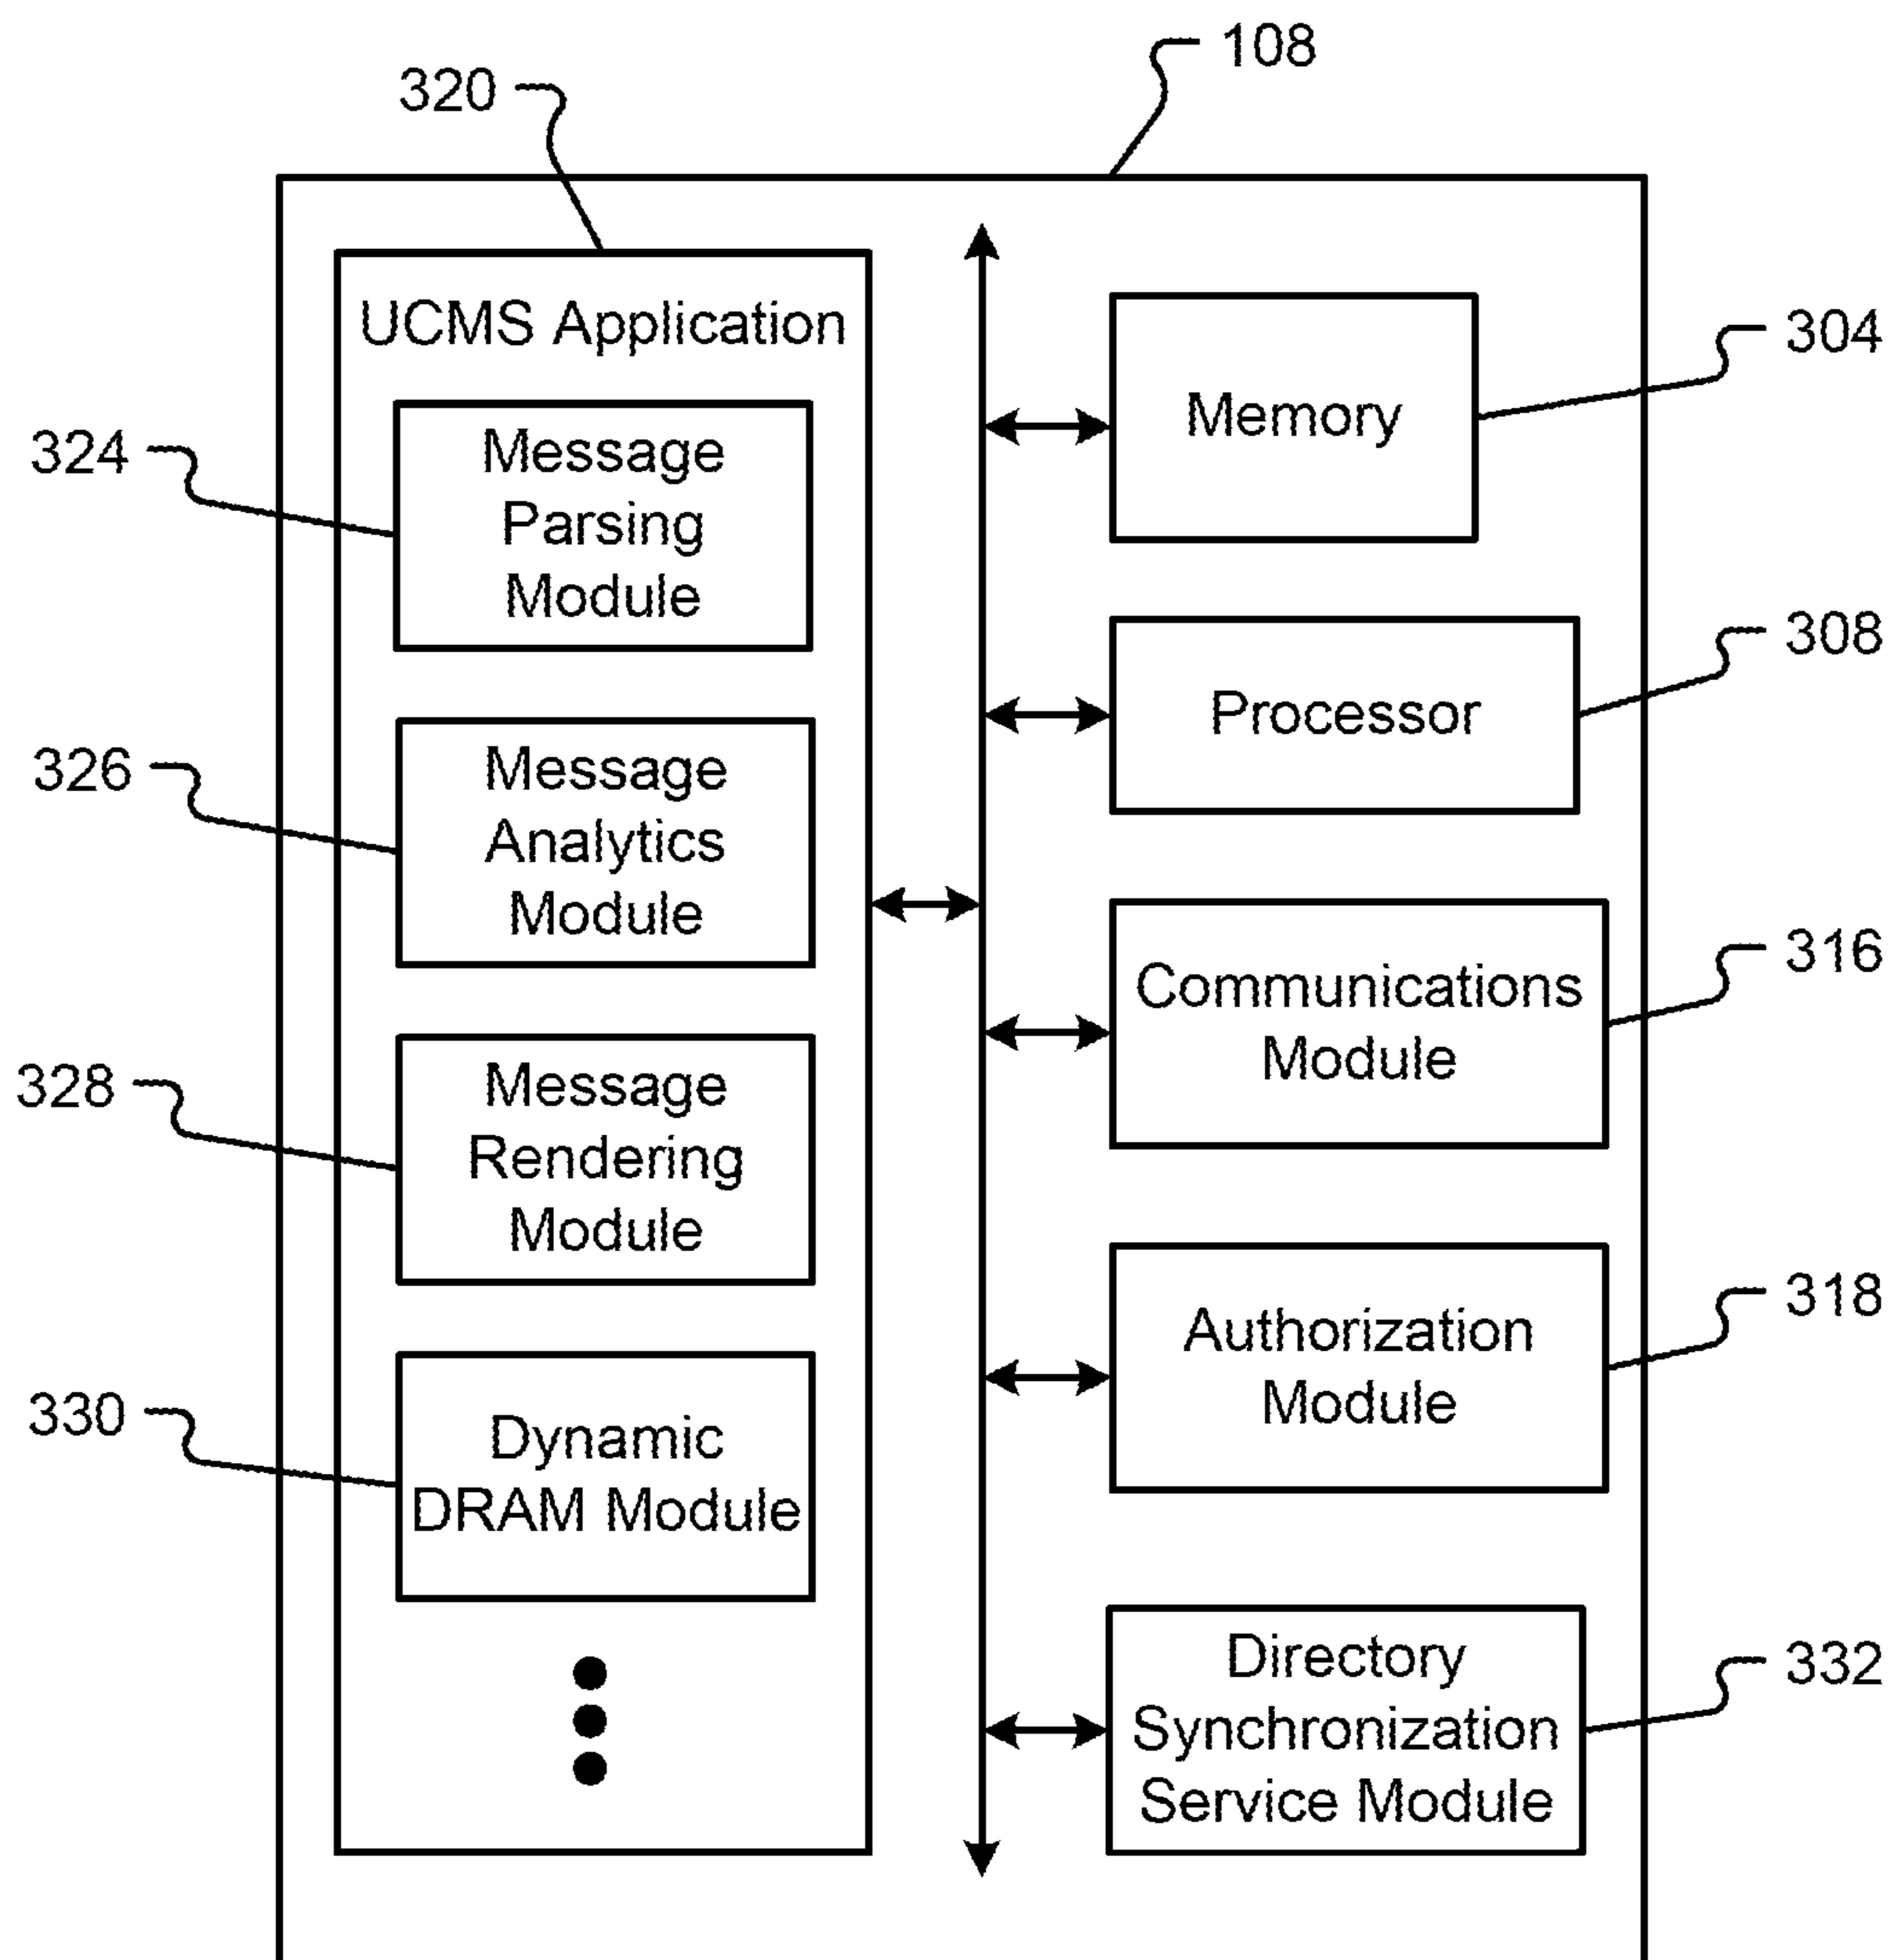 108
320
UCMS Application
324
Message
Parsing
Module
326
Message
Analytics
Module
328
Message
Rendering
Module
330
Dynamic
DRAM Module
Memory
304
Processor
308
Communications
Module
316
Authorization
Module
318
Directory
Synchronization
Service Module
332